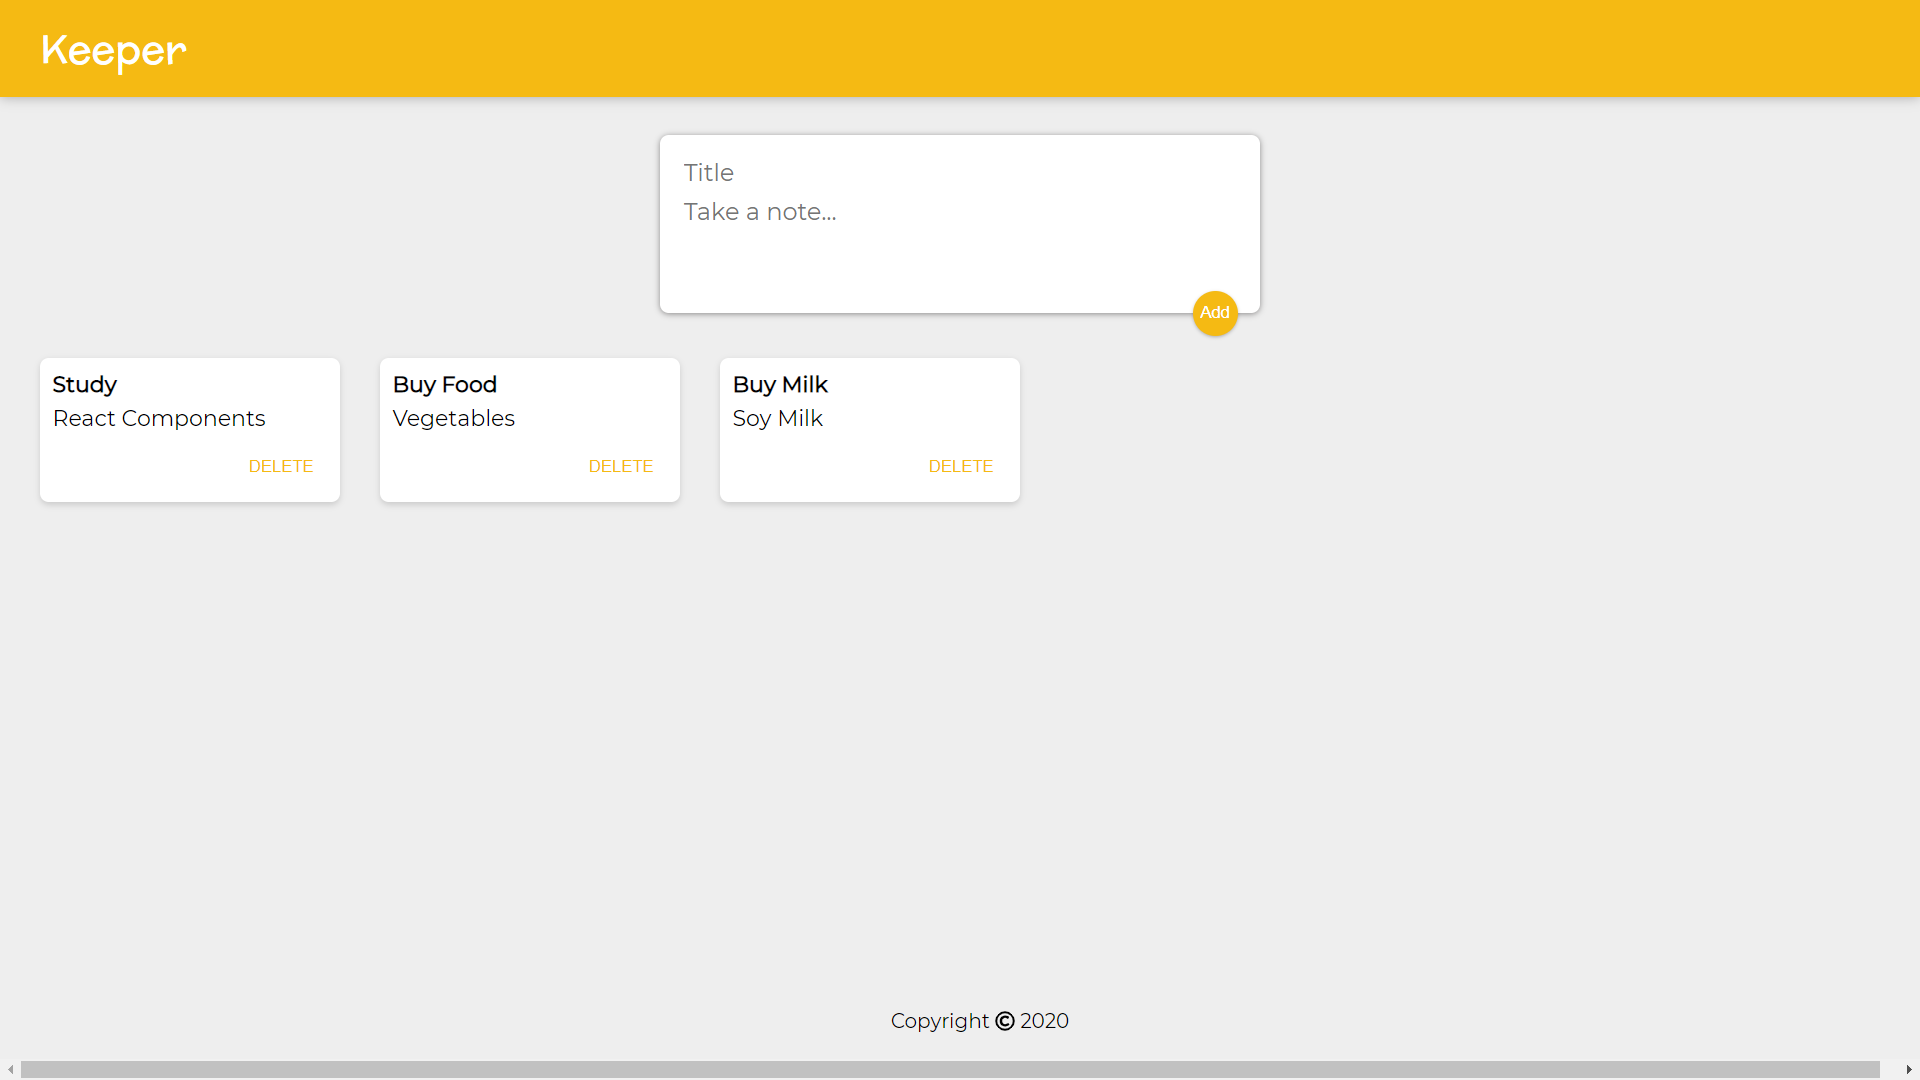 Keeper
Title
Take a note...
Add
Study
React Components
DELETE
Buy Food
Vegetables
DELETE
Buy Milk
Soy Milk
DELETE
Copyright © 2020